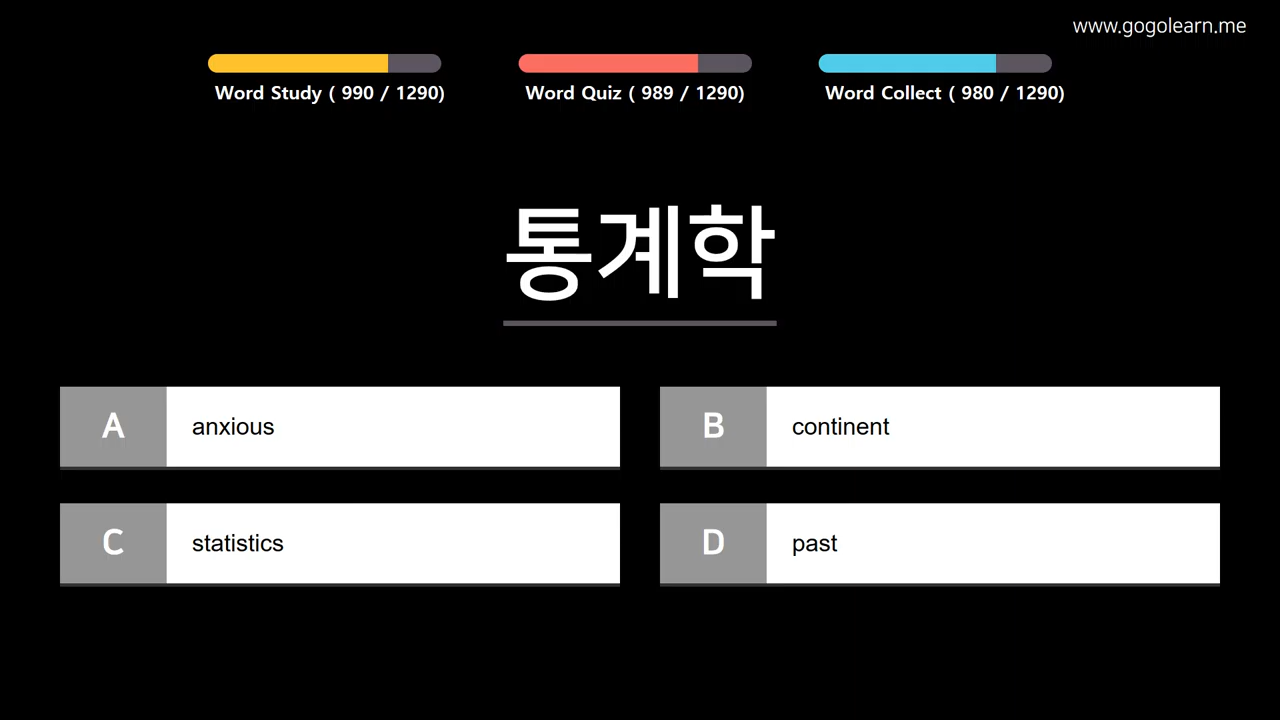 www.gogolearn.me
Word Study ( 990 / 1290)
Word Quiz ( 989 / 1290)
Word Collect ( 980 / 1290)
통계학
A anxious
B continent
C statistics
D past